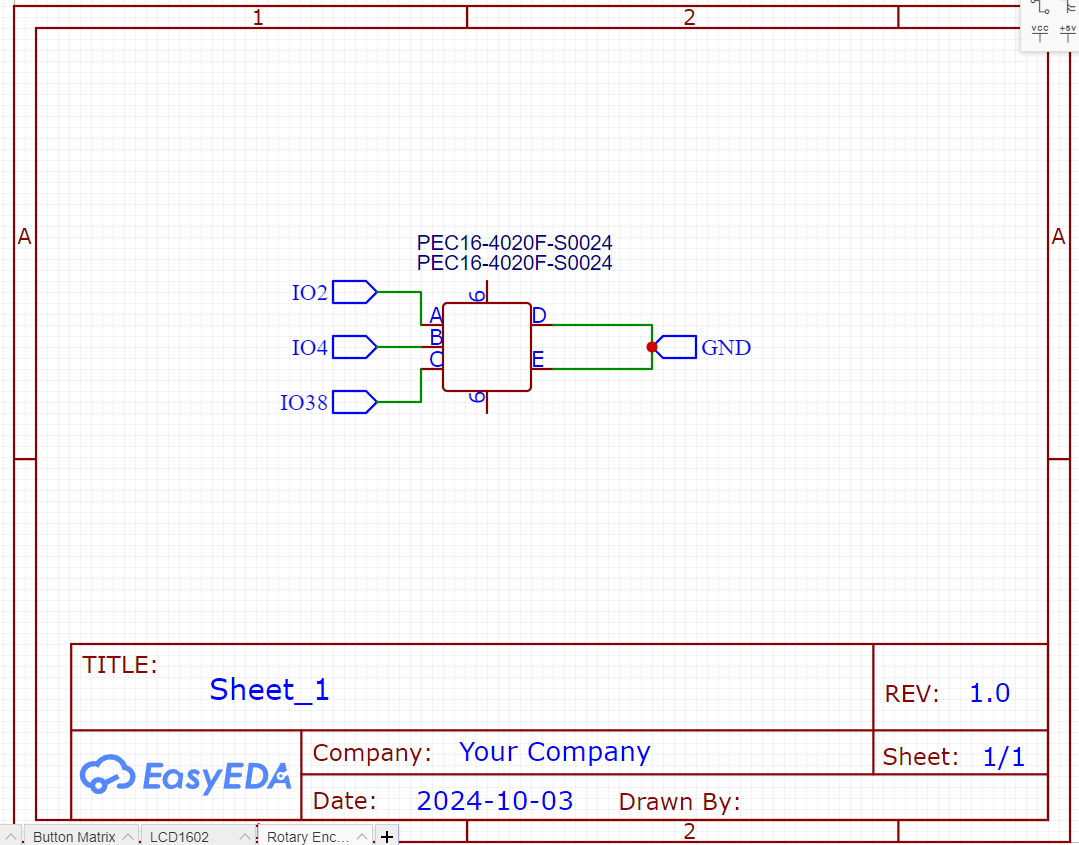 1 2
VCC +5V
A A
PEC16-4020F-S0024
PEC16-4020F-S0024
IO2 6
A D
B
IO4 GND
C E
IO38 6
TITLE:
Sheet_1
REV: 1.0
Company: Your Company
Sheet: 1/1
EasyEDA
Date: 2024-10-03 Drawn By:
2
Button Matrix LCD1602 Rotary Enc... +